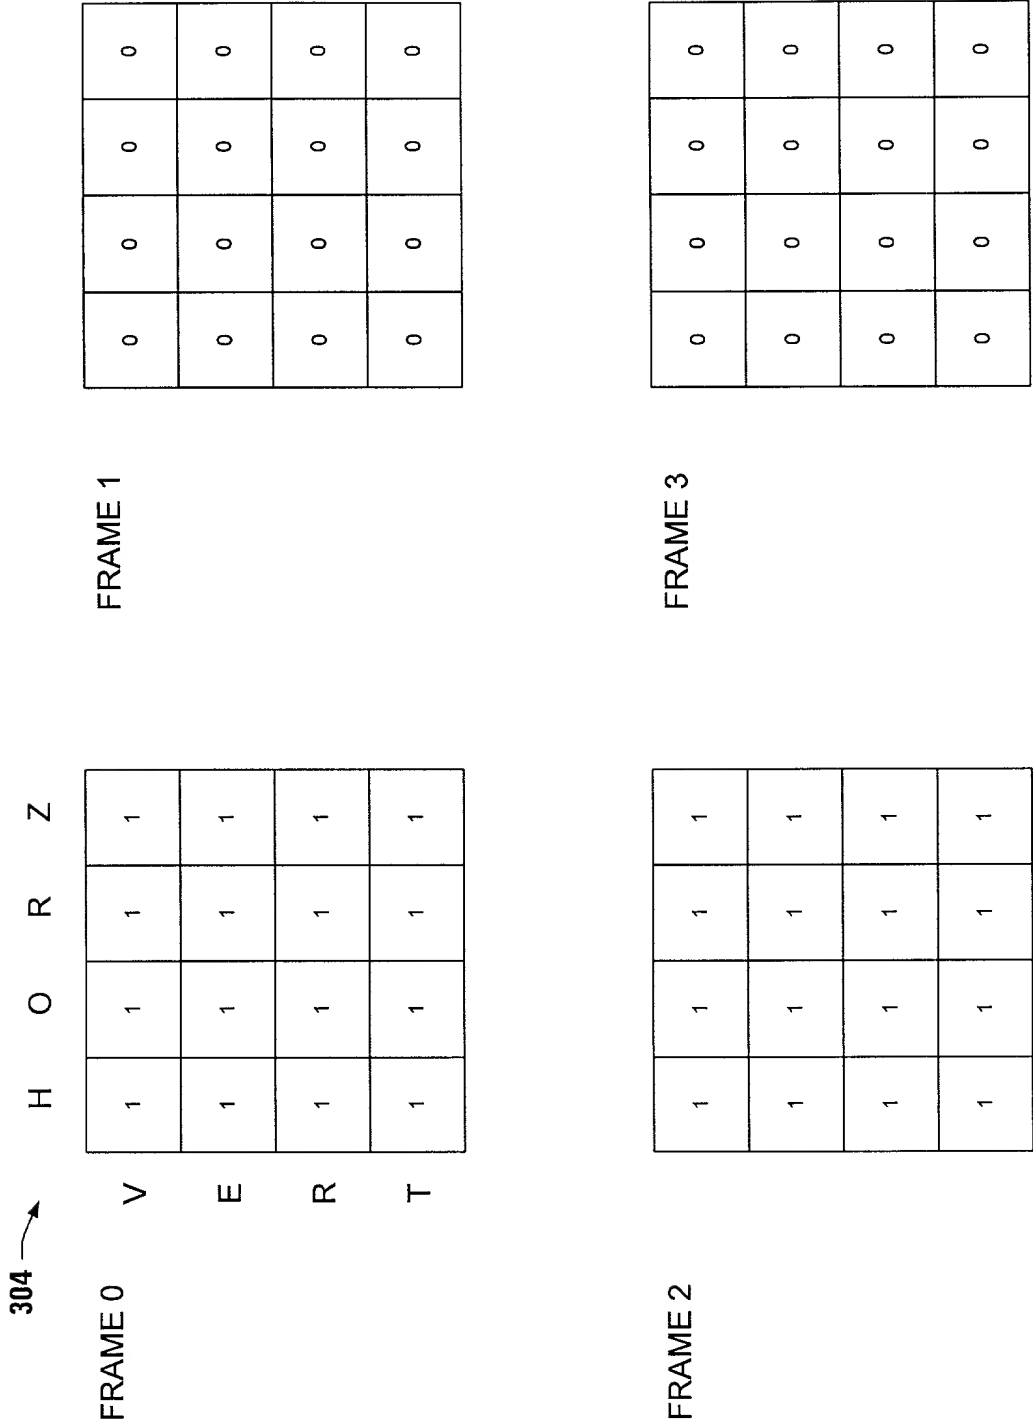 304
H O R Z
FRAME 0 V 1 1 1 1 FRAME 1 0 0 0 0
E 1 1 1 1 0 0 0 0
R 1 1 1 1 0 0 0 0
T 1 1 1 1 0 0 0 0
FRAME 2 1 1 1 1 FRAME 3 0 0 0 0
1 1 1 1 0 0 0 0
1 1 1 1 0 0 0 0
1 1 1 1 0 0 0 0